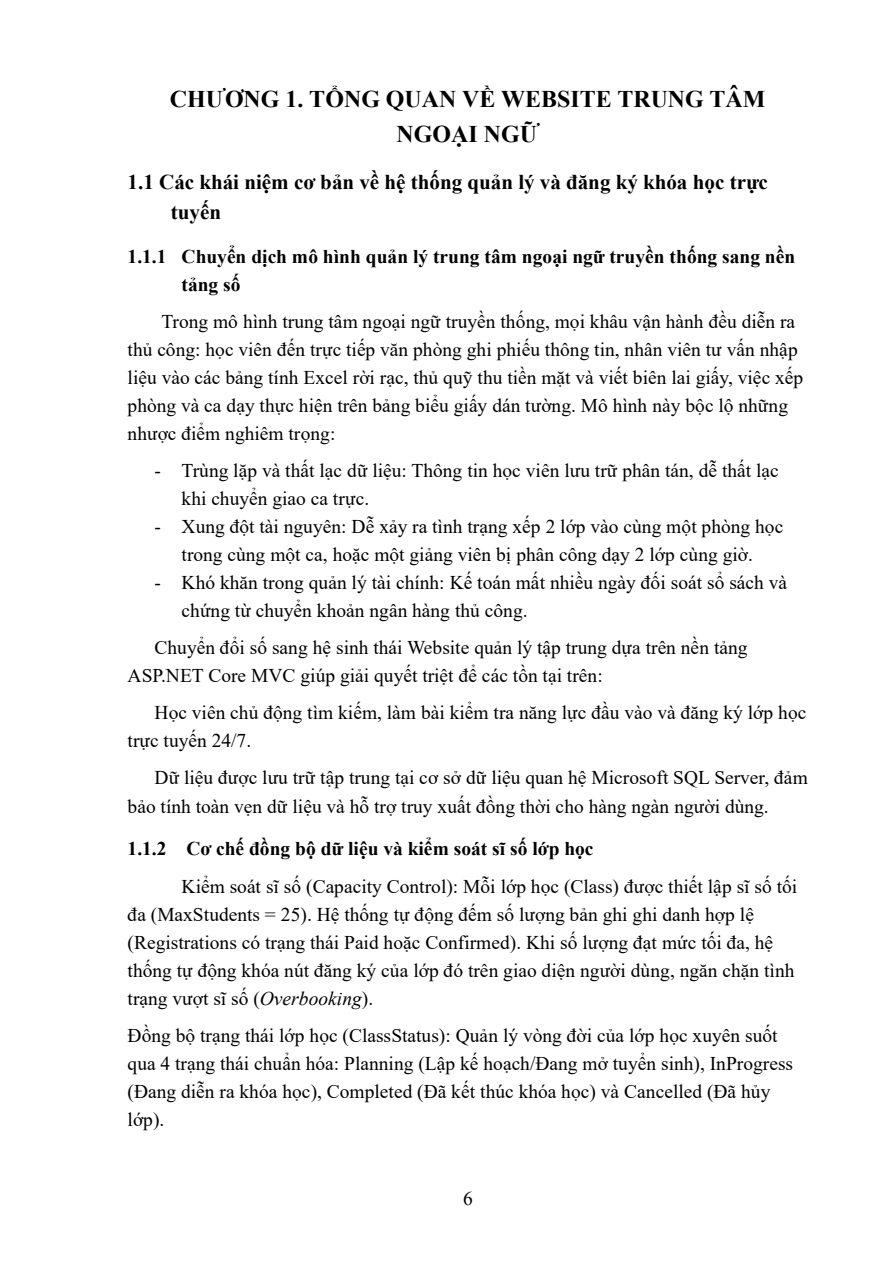 CHƯƠNG 1. TỔNG QUAN VỀ WEBSITE TRUNG TÂM
NGOẠI NGỮ
1.1 Các khái niệm cơ bản về hệ thống quản lý và đăng ký khóa học trực
tuyến
1.1.1 Chuyển dịch mô hình quản lý trung tâm ngoại ngữ truyền thống sang nền
tảng số
Trong mô hình trung tâm ngoại ngữ truyền thống, mọi khâu vận hành đều diễn ra
thủ công: học viên đến trực tiếp văn phòng ghi phiếu thông tin, nhân viên tư vấn nhập
liệu vào các bảng tính Excel rời rạc, thủ quỹ thu tiền mặt và viết biên lai giấy, việc xếp
phòng và ca dạy thực hiện trên bảng biểu giấy dán tường. Mô hình này bộc lộ những
nhược điểm nghiêm trọng:
- Trùng lặp và thất lạc dữ liệu: Thông tin học viên lưu trữ phân tán, dễ thất lạc
khi chuyển giao ca trực.
- Xung đột tài nguyên: Dễ xảy ra tình trạng xếp 2 lớp vào cùng một phòng học
trong cùng một ca, hoặc một giảng viên bị phân công dạy 2 lớp cùng giờ.
- Khó khăn trong quản lý tài chính: Kế toán mất nhiều ngày đối soát sổ sách và
chứng từ chuyển khoản ngân hàng thủ công.
Chuyển đổi số sang hệ sinh thái Website quản lý tập trung dựa trên nền tảng
ASP.NET Core MVC giúp giải quyết triệt để các tồn tại trên:
Học viên chủ động tìm kiếm, làm bài kiểm tra năng lực đầu vào và đăng ký lớp học
trực tuyến 24/7.
Dữ liệu được lưu trữ tập trung tại cơ sở dữ liệu quan hệ Microsoft SQL Server, đảm
bảo tính toàn vẹn dữ liệu và hỗ trợ truy xuất đồng thời cho hàng ngàn người dùng.
1.1.2 Cơ chế đồng bộ dữ liệu và kiểm soát sĩ số lớp học
Kiểm soát sĩ số (Capacity Control): Mỗi lớp học (Class) được thiết lập sĩ số tối
đa (MaxStudents = 25). Hệ thống tự động đếm số lượng bản ghi ghi danh hợp lệ
(Registrations có trạng thái Paid hoặc Confirmed). Khi số lượng đạt mức tối đa, hệ
thống tự động khóa nút đăng ký của lớp đó trên giao diện người dùng, ngăn chặn tình
trạng vượt sĩ số (Overbooking).
Đồng bộ trạng thái lớp học (ClassStatus): Quản lý vòng đời của lớp học xuyên suốt
qua 4 trạng thái chuẩn hóa: Planning (Lập kế hoạch/Đang mở tuyển sinh), InProgress
(Đang diễn ra khóa học), Completed (Đã kết thúc khóa học) và Cancelled (Đã hủy
lớp).
6